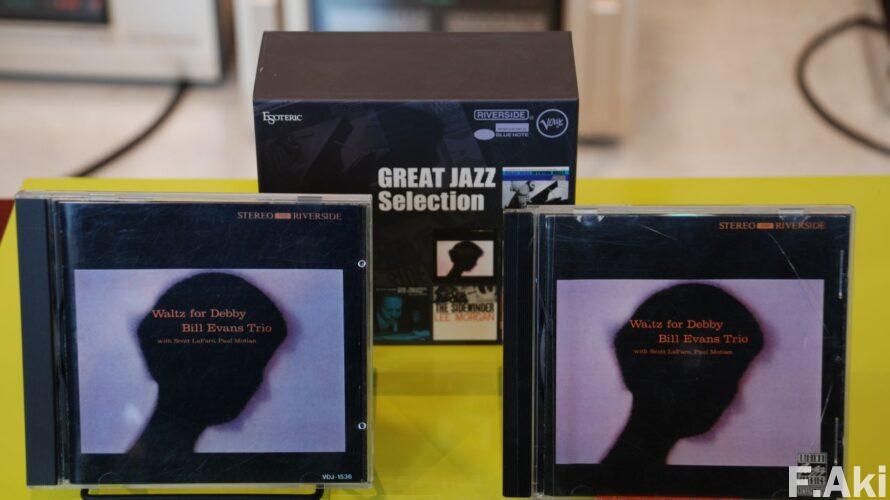 ESOTERIC
RIVERSIDE
BLUE NOTE
Verve
GREAT JAZZ
Selection
THE SIDEWINDER
LEE MORGAN
STEREO RIVERSIDE
Waltz for Debby
Bill Evans Trio
with Scott LaFaro, Paul Motian
VDJ-1536
STEREO RIVERSIDE
Waltz for Debby
Bill Evans Trio
with Scott LaFaro, Paul Motian
F.Aki